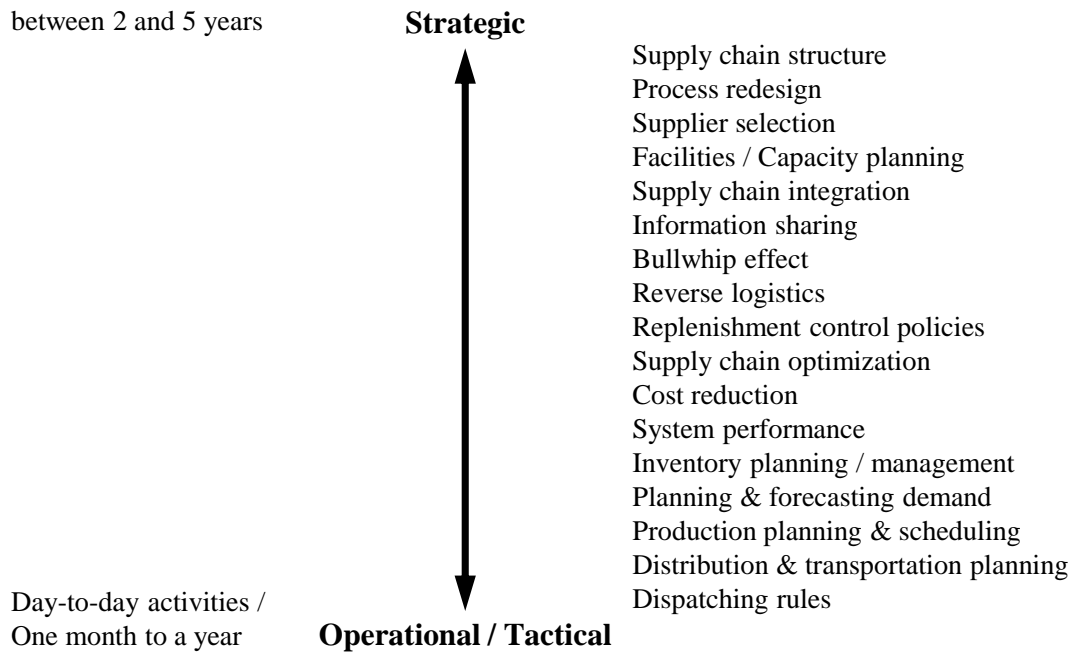 between 2 and 5 years
Strategic
Supply chain structure
Process redesign
Supplier selection
Facilities / Capacity planning
Supply chain integration
Information sharing
Bullwhip effect
Reverse logistics
Replenishment control policies
Supply chain optimization
Cost reduction
System performance
Inventory planning / management
Planning & forecasting demand
Production planning & scheduling
Distribution & transportation planning
Dispatching rules
Day-to-day activities /
One month to a year
Operational / Tactical